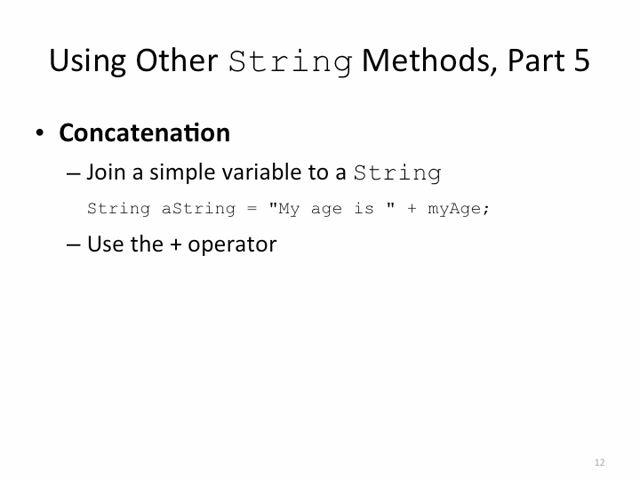 Using Other String Methods, Part 5
• Concatenation
– Join a simple variable to a String
String aString = "My age is " + myAge;
– Use the + operator
12